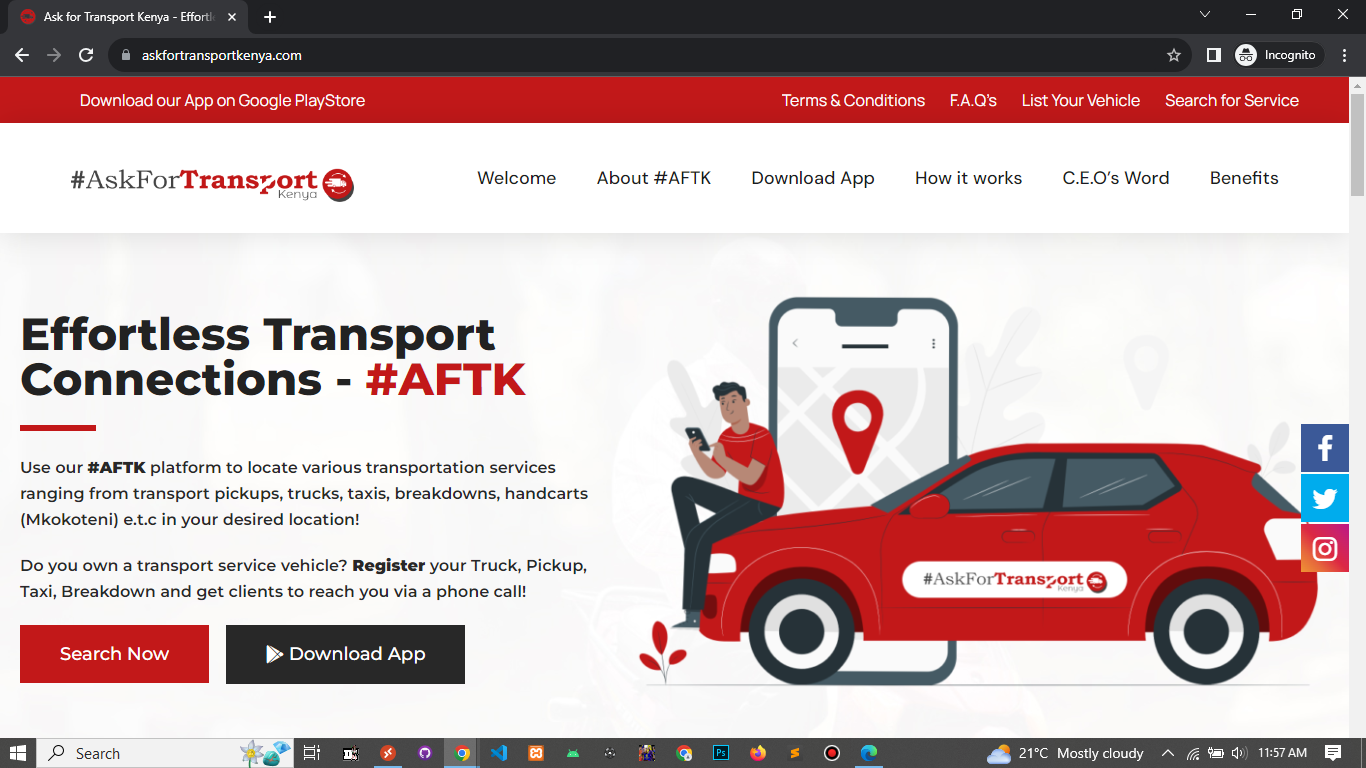 Ask for Transport Kenya - Effortl
askfortransportkenya.com
Incognito
Download our App on Google PlayStore
Terms & Conditions
F.A.Q's
List Your Vehicle
Search for Service
#AskForTransport
Kenya
Welcome
About #AFTK
Download App
How it works
C.E.O's Word
Benefits
Effortless Transport
Connections - #AFTK
Use our #AFTK platform to locate various transportation services
ranging from transport pickups, trucks, taxis, breakdowns, handcarts
(Mkokoteni) e.t.c in your desired location!
Do you own a transport service vehicle? Register your Truck, Pickup,
Taxi, Breakdown and get clients to reach you via a phone call!
Search Now
Download App
#AskForTransport
Kenya
Search
Ps
21°C Mostly cloudy
11:57 AM